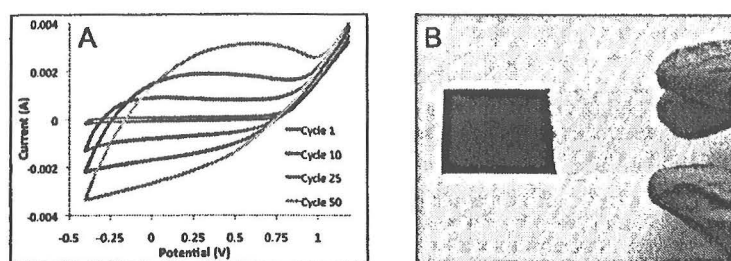 A
B
0.004
0.002
0
-0.002
-0.004
Current (A)
Cycle 1
Cycle 10
Cycle 25
Cycle 50
-0.5 -0.25 0 0.25 0.5 0.75 1
Potential (V)